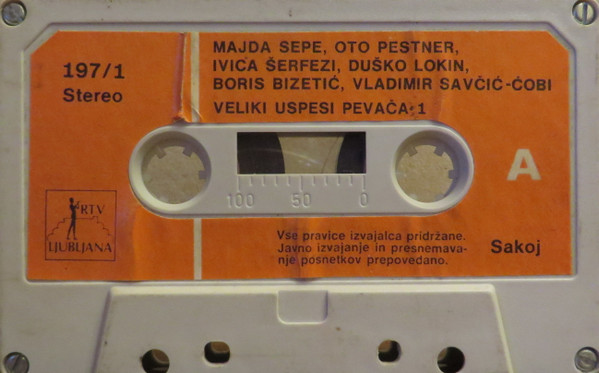 197/1
Stereo
MAJDA SEPE, OTO PESTNER,
IVICA ŠERFEZI, DUŠKO LOKIN,
BORIS BIZETIĆ, VLADIMIR SAVČIĆ-ĆOBI
VELIKI USPESI PEVAČA-1
100 50 0
A
RTV
LJUBLJANA
Vse pravice izvajalca pridržane.
Javno izvajanje in presnemava-
nje posnetkov prepovedano.
Sakoj